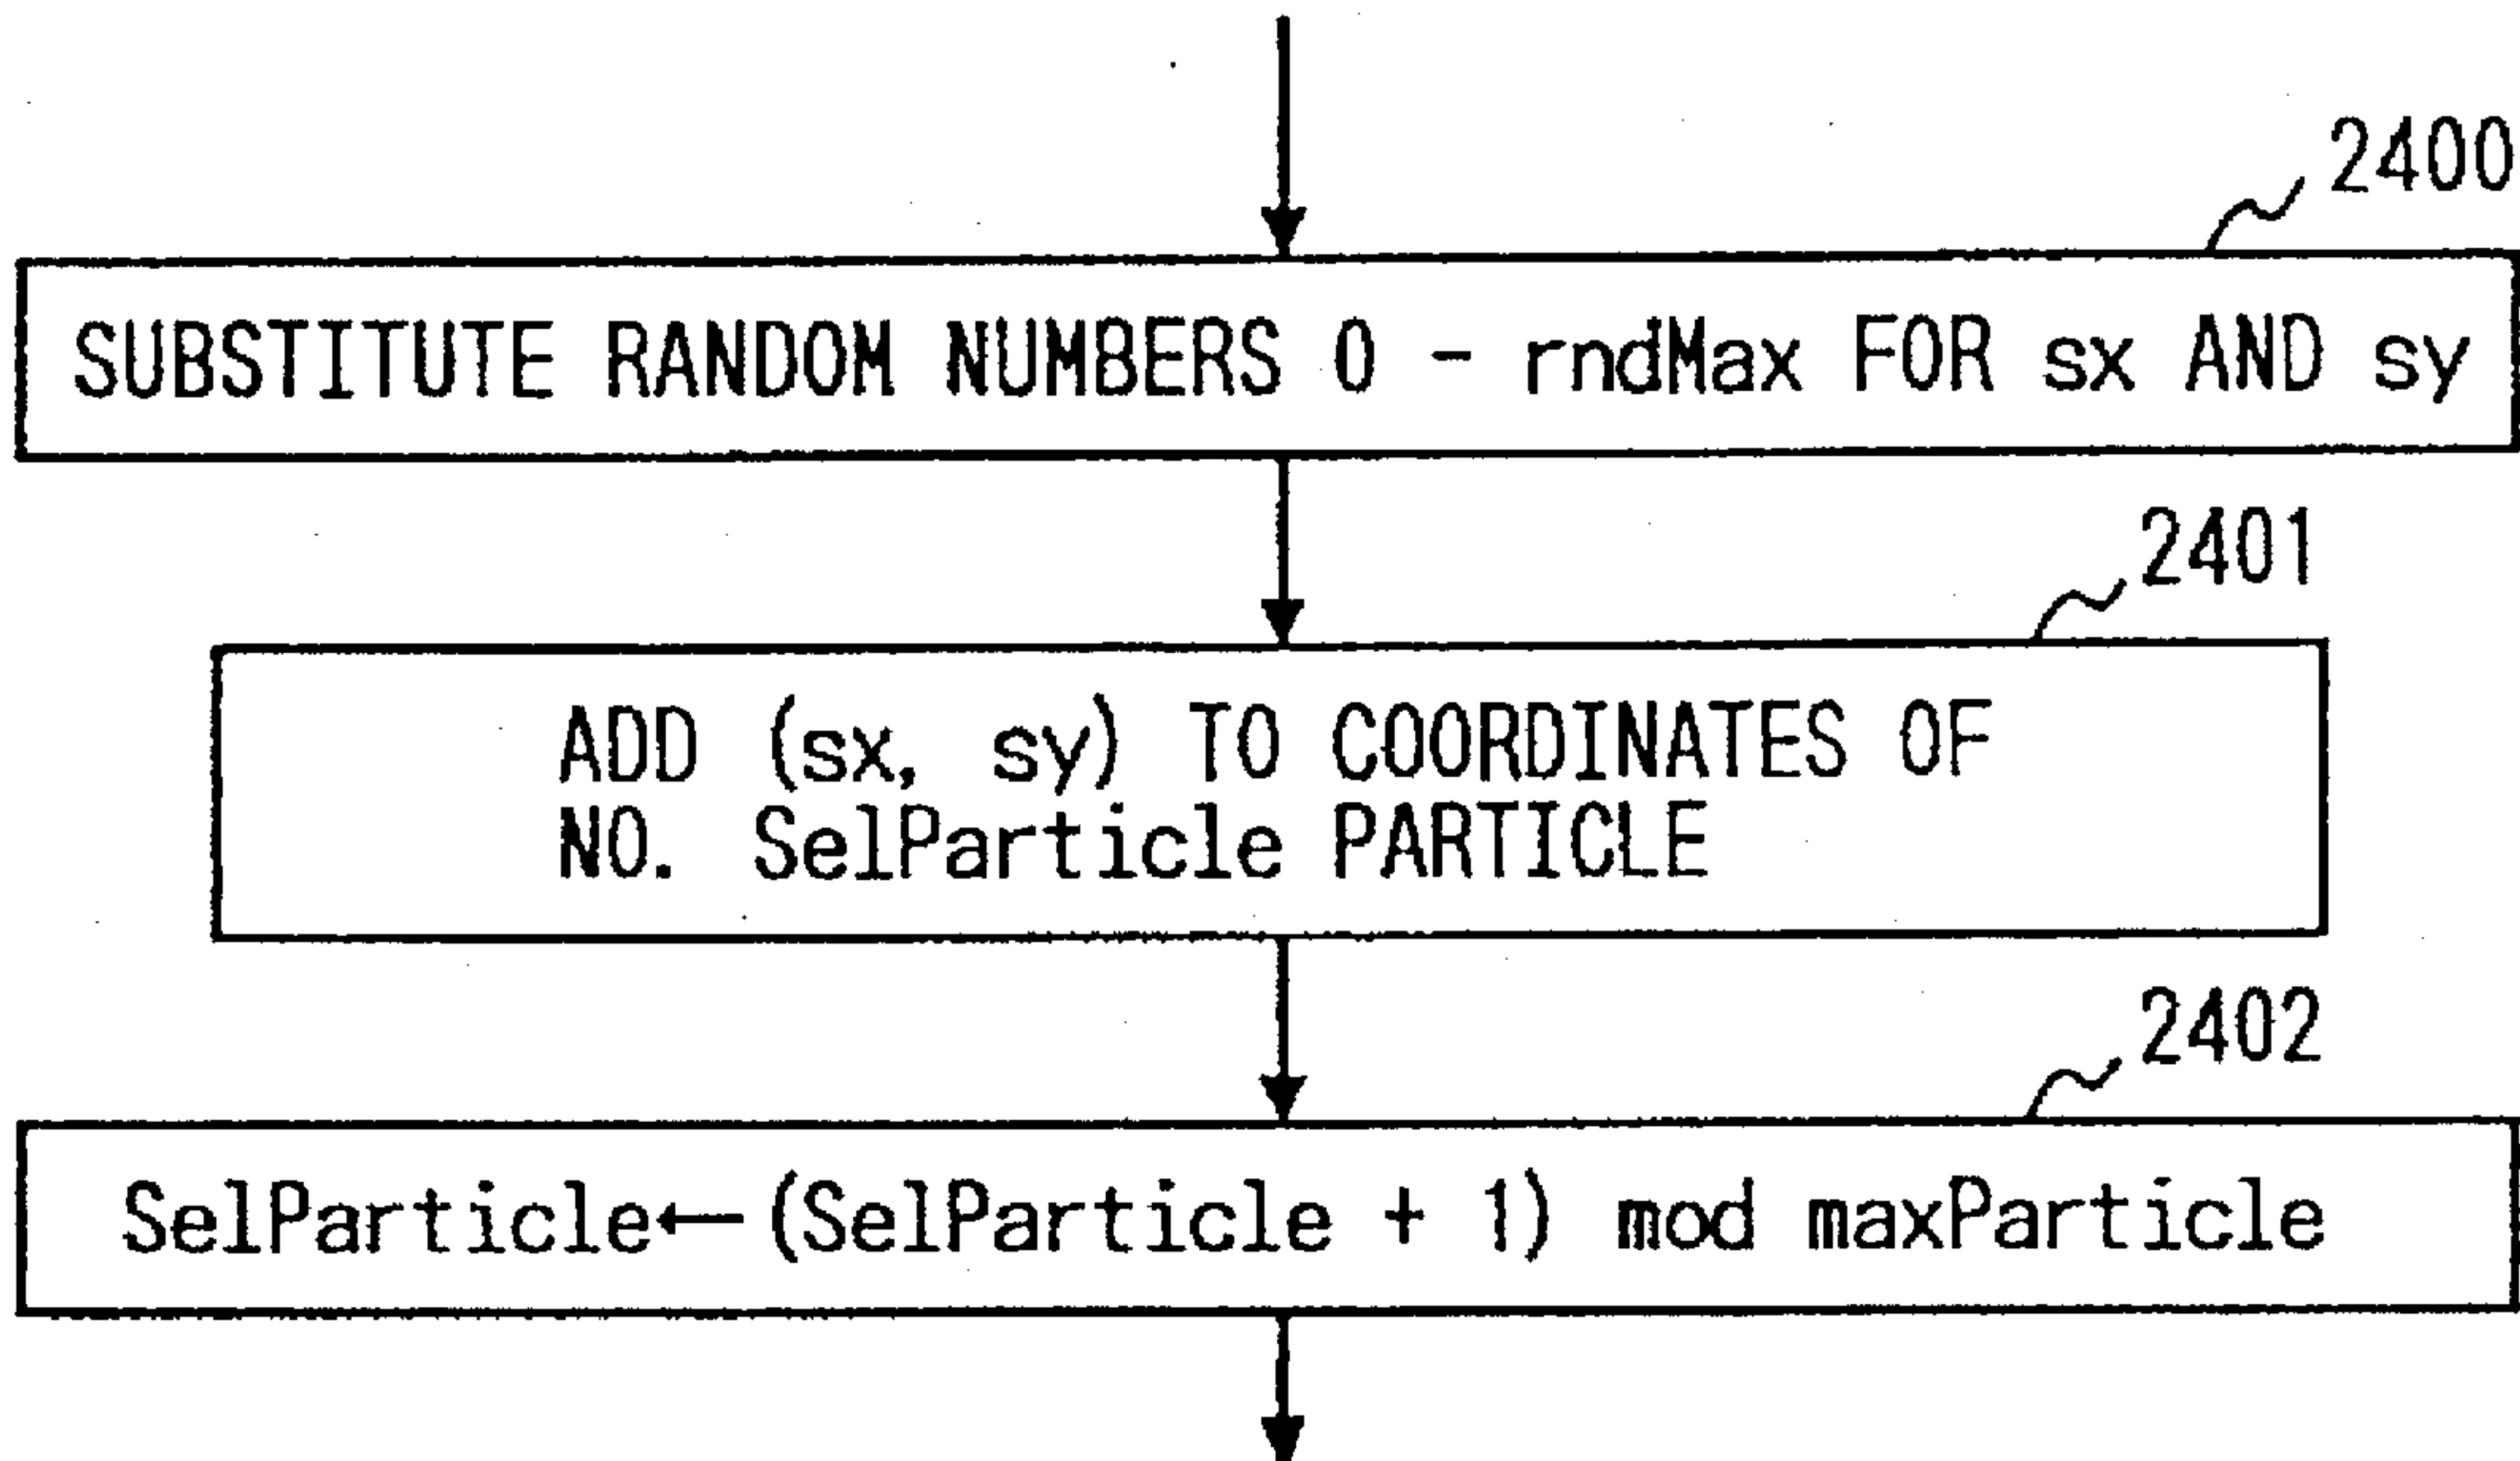 2400
SUBSTITUTE RANDOM NUMBERS 0 - rndMax FOR sx AND sy
2401
ADD (sx, sy) TO COORDINATES OF
NO. SelParticle PARTICLE
2402
SelParticle←(SelParticle + 1) mod maxParticle